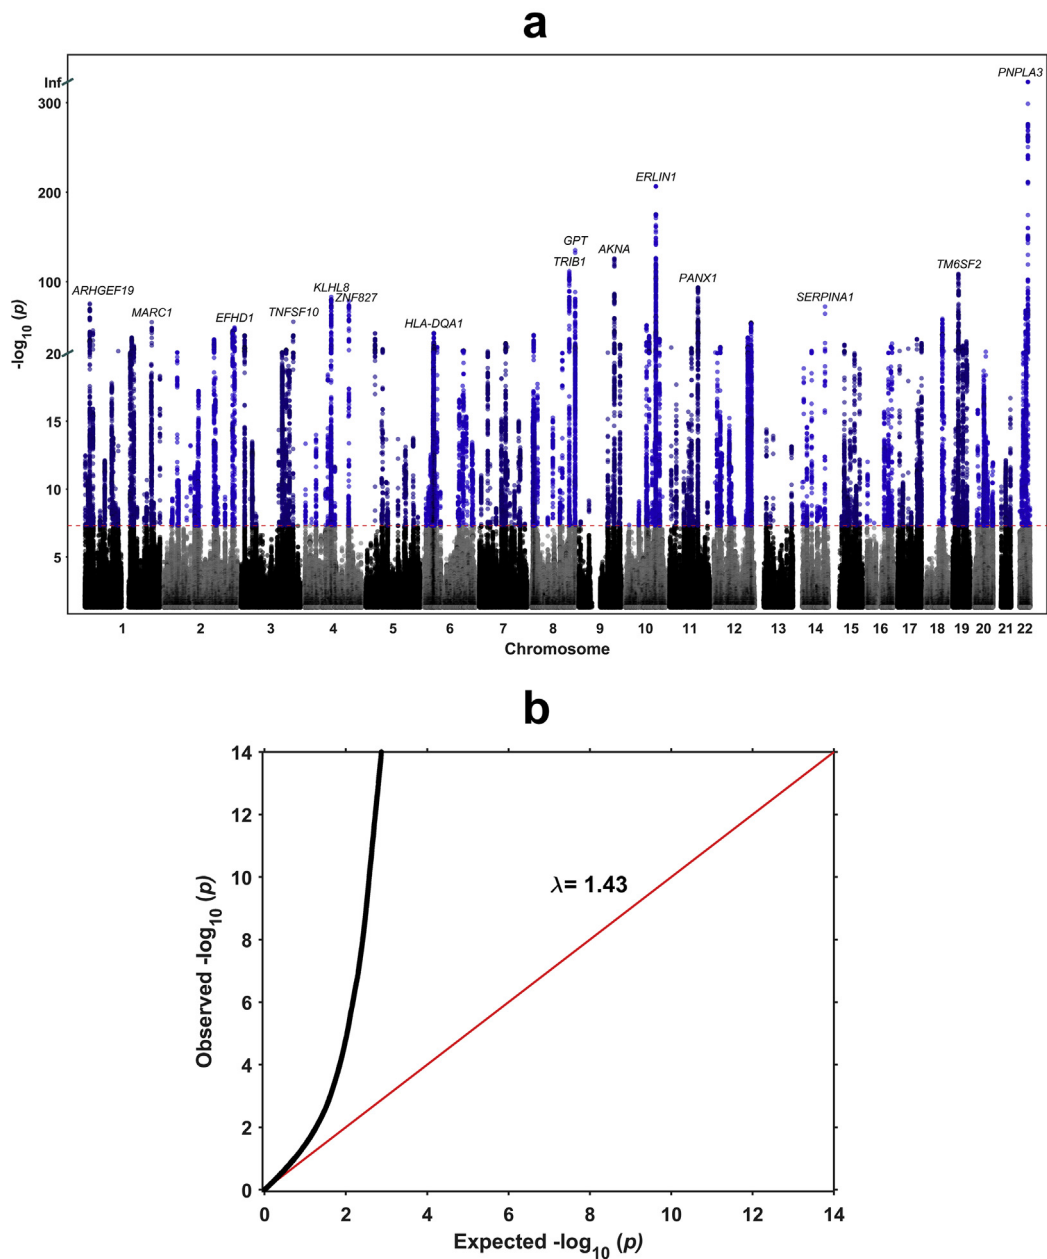 a
Inf
300
200
100
20
15
10
5
-log10 (p)
PNPLA3
ERLIN1
GPT
AKNA
TRIB1
TM6SF2
ARHGEF19
KLHL8
ZNF827
PANX1
SERPINA1
MARC1
EFHD1
TNFSF10
HLA-DQA1
1 2 3 4 5 6 7 8 9 10 11 12 13 14 15 16 17 18 19 20 21 22
Chromosome
b
14
12
10
8
6
4
2
0
Observed -log10 (p)
λ= 1.43
0 2 4 6 8 10 12 14
Expected -log10 (p)